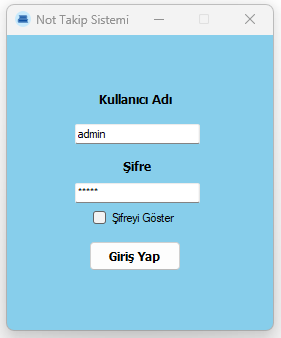 Not Takip Sistemi
Kullanıcı Adı
admin
Şifre
*****
Şifreyi Göster
Giriş Yap